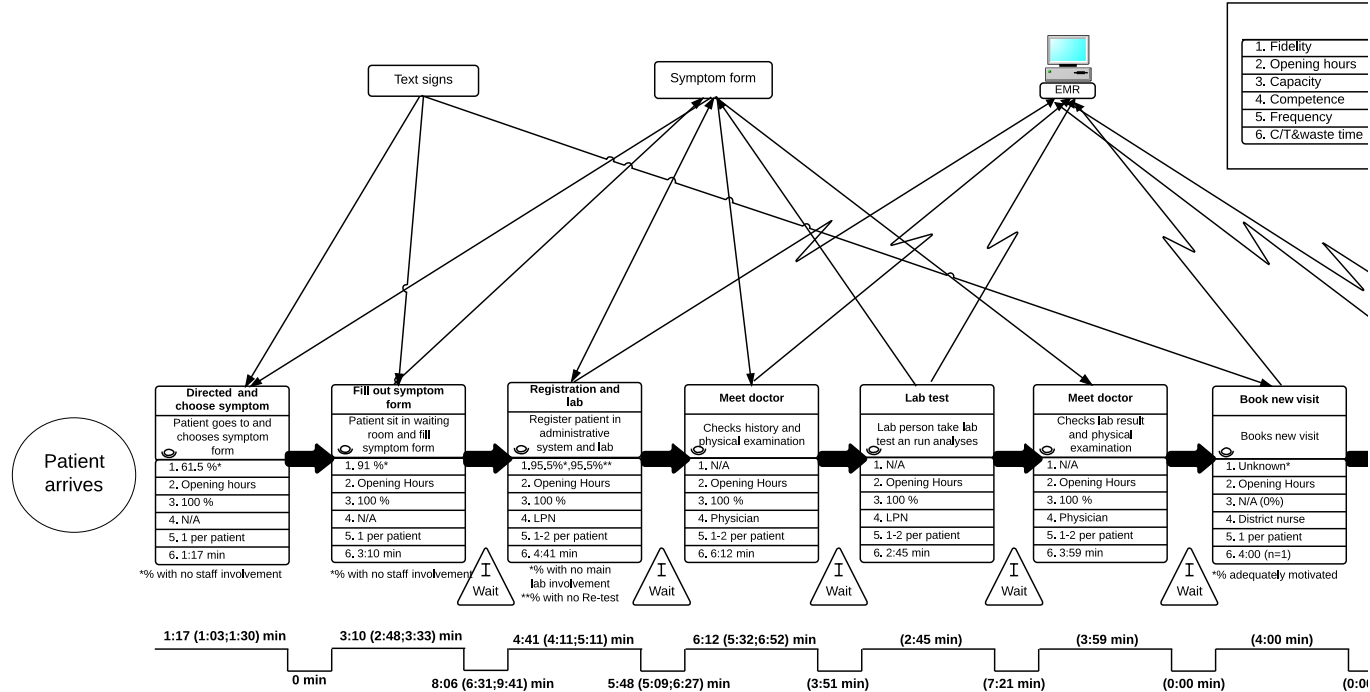 1. Fidelity
2. Opening hours
3. Capacity
4. Competence
5. Frequency
6. C/T&waste time
Text signs
Symptom form
EMR
Patient
arrives
Directed and
choose symptom
Patient goes to and
chooses symptom
form
1. 61.5 %*
2. Opening hours
3. 100 %
4. N/A
5. 1 per patient
6. 1:17 min
*% with no staff involvement
Fill out symptom
form
Patient sit in waiting
room and fill
symptom form
1. 91 %*
2. Opening Hours
3. 100 %
4. N/A
5. 1 per patient
6. 3:10 min
*% with no staff involvement
I
Wait
Registration and
lab
Register patient in
administrative
system and lab
1.95,5%*,95,5%**
2. Opening Hours
3. 100 %
4. LPN
5. 1-2 per patient
6. 4:41 min
*% with no main
lab involvement
**% with no Re-test
I
Wait
Meet doctor
Checks history and
physical examination
1. N/A
2. Opening Hours
3. 100 %
4. Physician
5. 1-2 per patient
6. 6:12 min
I
Wait
Lab test
Lab person take lab
test an run analyses
1. N/A
2. Opening Hours
3. 100 %
4. LPN
5. 1-2 per patient
6. 2:45 min
I
Wait
Meet doctor
Checks lab result
and physical
examination
1. N/A
2. Opening Hours
3. 100 %
4. Physician
5. 1-2 per patient
6. 3:59 min
I
Wait
Book new visit
Books new visit
1. Unknown*
2. Opening Hours
3. N/A (0%)
4. District nurse
5. 1 per patient
6. 4:00 (n=1)
*% adequately motivated
1:17 (1:03;1:30) min
3:10 (2:48;3:33) min
4:41 (4:11;5:11) min
6:12 (5:32;6:52) min
(2:45 min)
(3:59 min)
(4:00 min)
0 min
8:06 (6:31;9:41) min
5:48 (5:09;6:27) min
(3:51 min)
(7:21 min)
(0:00 min)